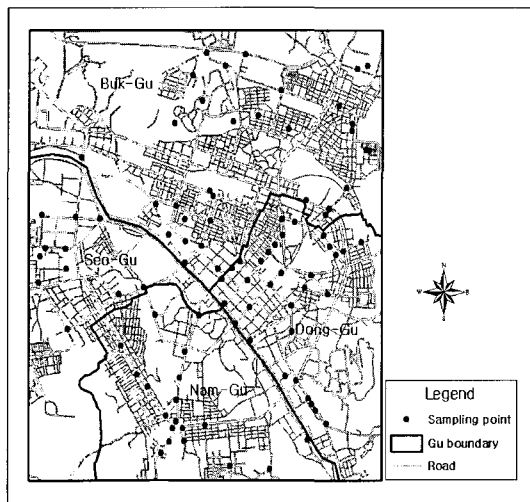 Buk-Gu
Seo-Gu
Dong-Gu
Nam-Gu
N
W
E
S
Legend
Sampling point
Gu boundary
Road